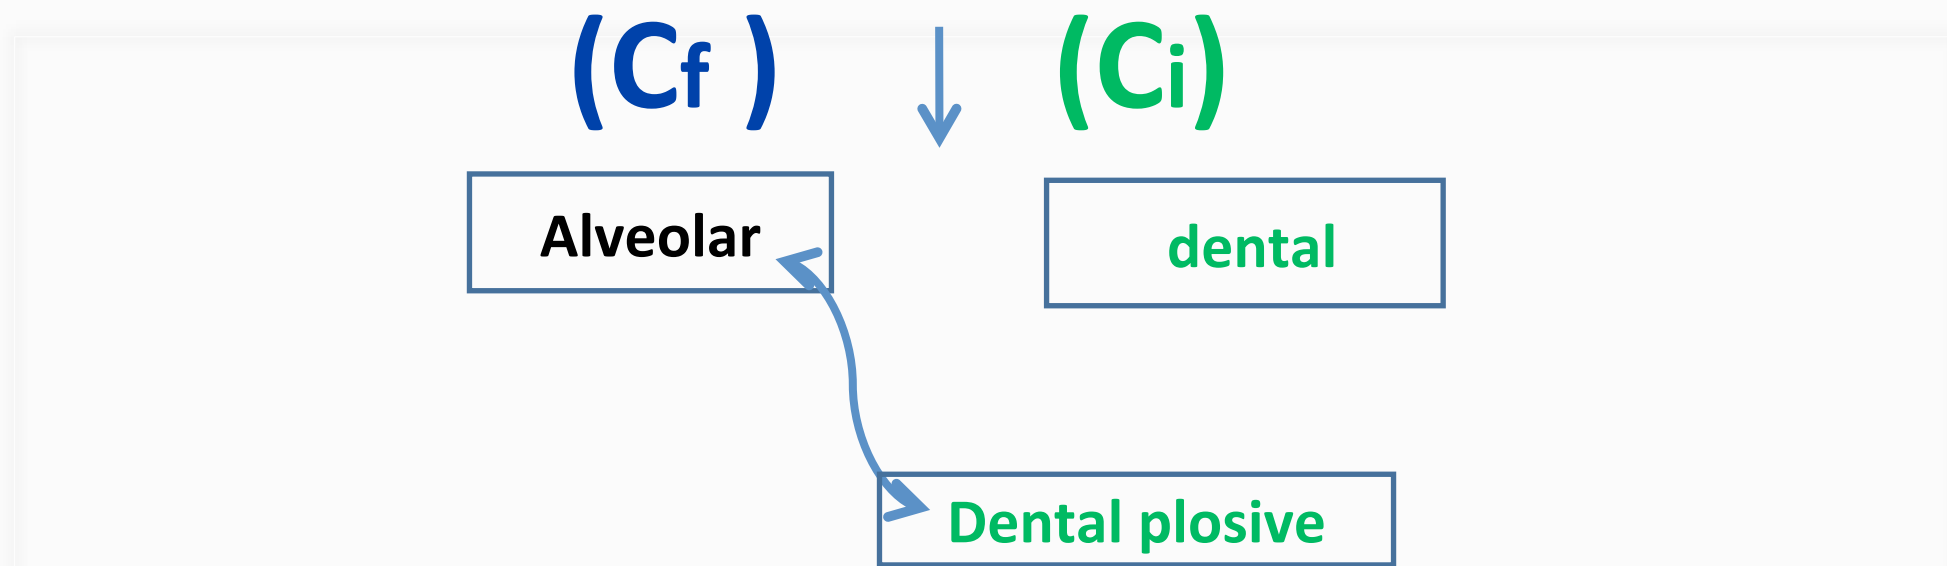 (Cf ) (Ci)
Alveolar
dental
Dental plosive